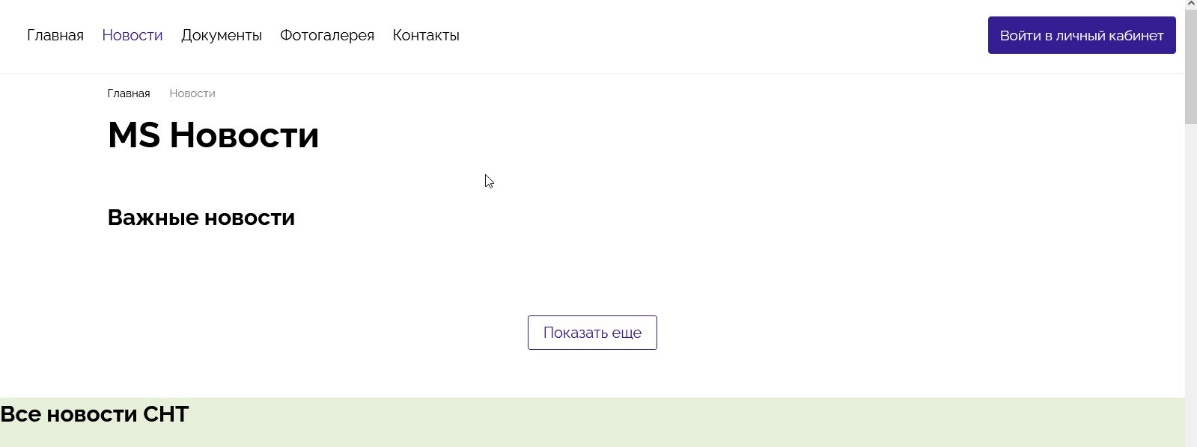 Главная Новости Документы Фотогалерея Контакты Войти в личный кабинет
Главная Новости
MS Новости
Важные новости
Показать еще
Все новости СНТ